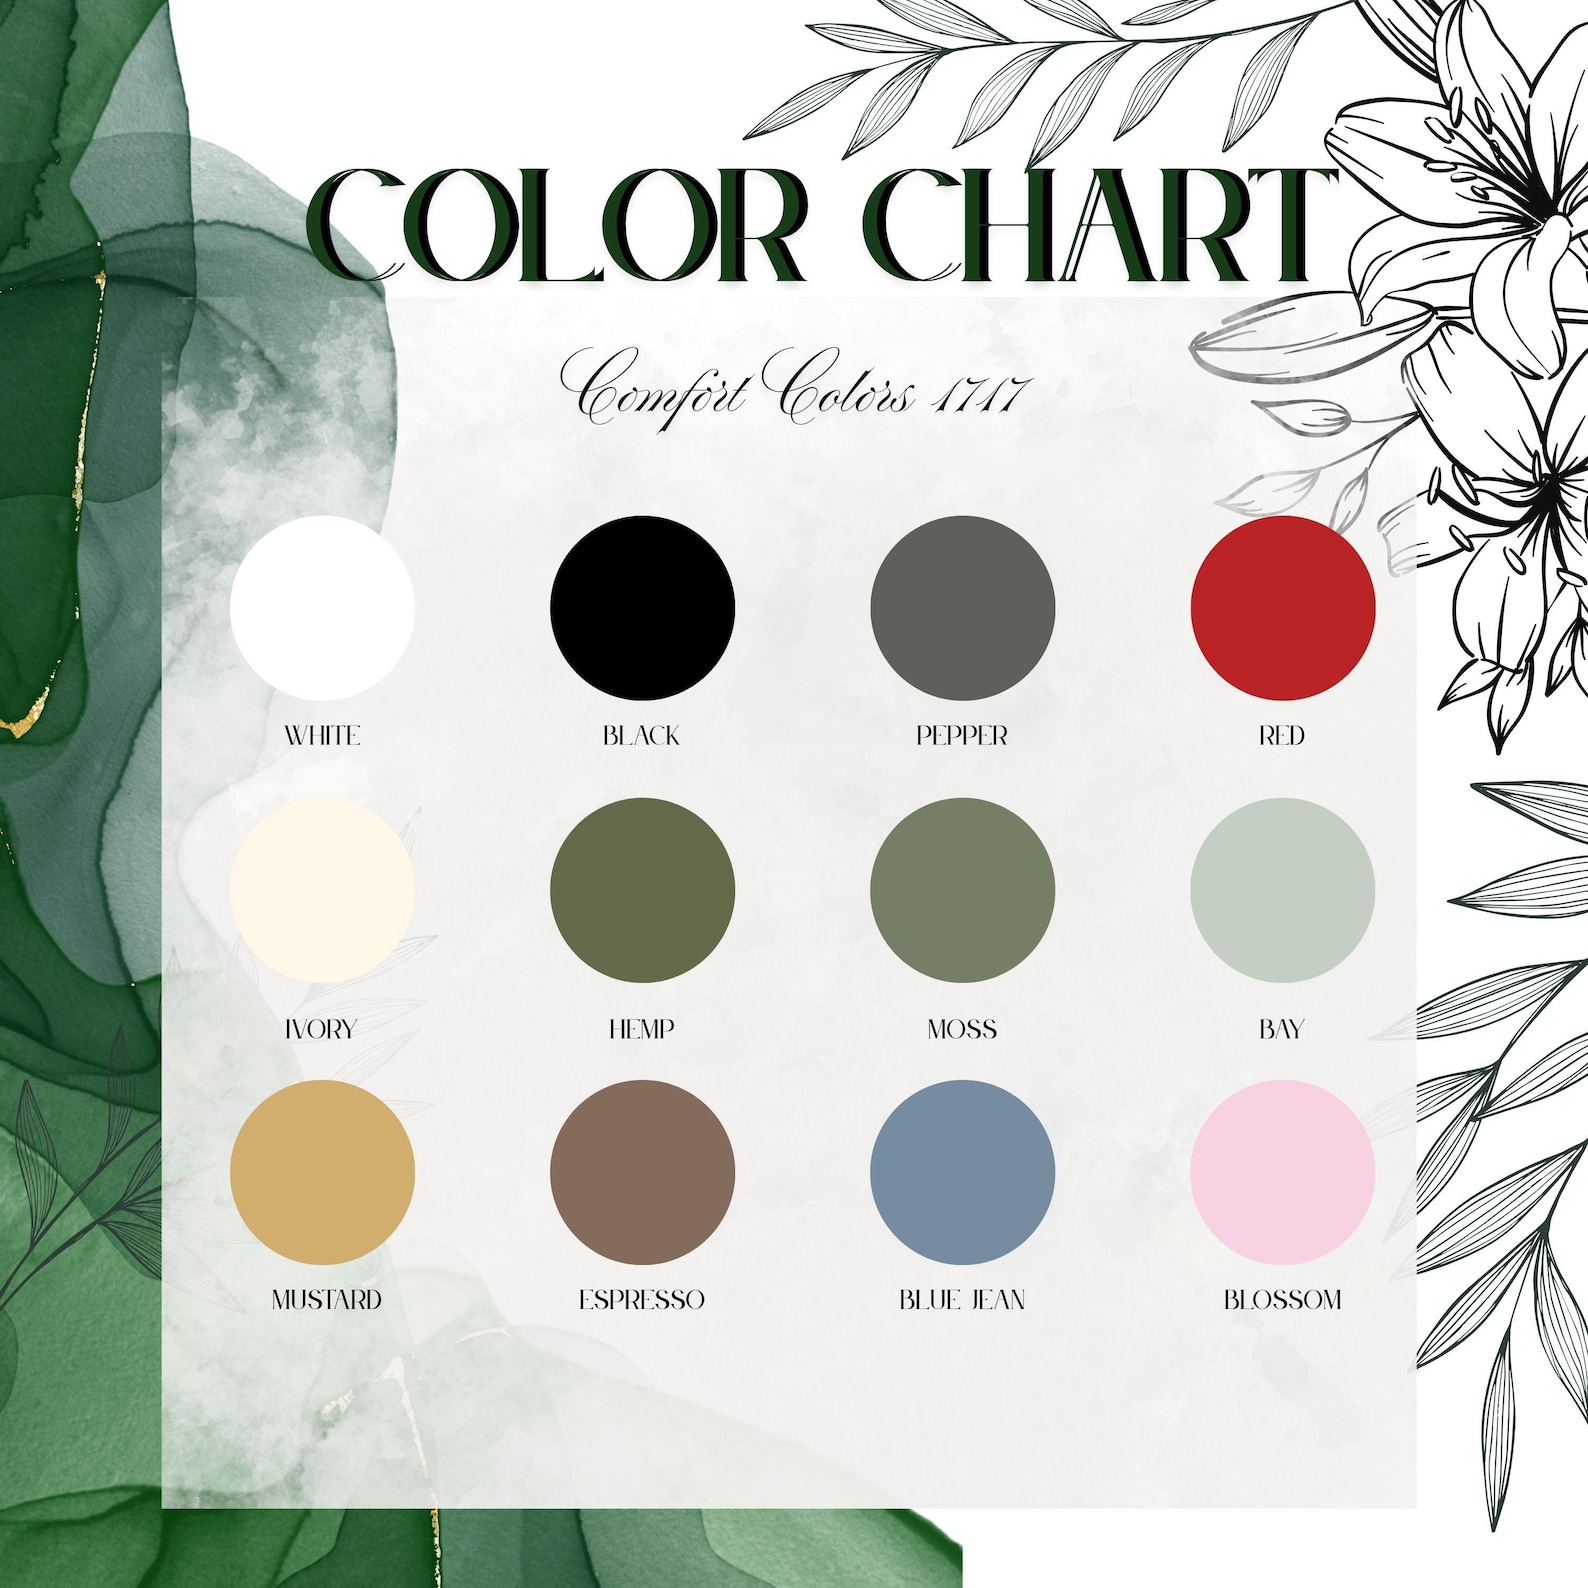 COLOR CHART
Comfort Colors 1717
WHITE BLACK PEPPER RED
IVORY HEMP MOSS BAY
MUSTARD ESPRESSO BLUE JEAN BLOSSOM